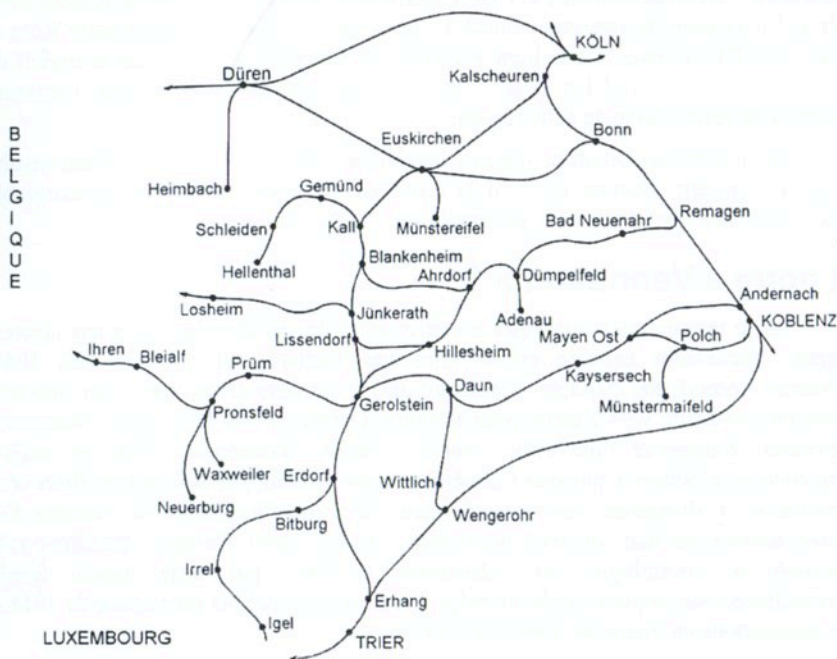 KÖLN
Düren
Kalscheuren
BELGIQUE
Euskirchen
Bonn
Heimbach
Gemünd
Münstereifel
Bad Neuenahr
Remagen
Schleiden
Kall
Hellenthal
Blankenheim
Ahrdorf
Dümpelfeld
Losheim
Jünkerath
Adenau
Andernach
Lissendorf
Mayen Ost
Polch
KOBLENZ
Ihren
Bleialf
Prüm
Hillesheim
Daun
Kaysersech
Münstermaifeld
Pronsfeld
Gerolstein
Waxweiler
Erdorf
Wittlich
Neuerburg
Bitburg
Wengerohr
Irrel
Erhang
Igel
LUXEMBOURG
TRIER